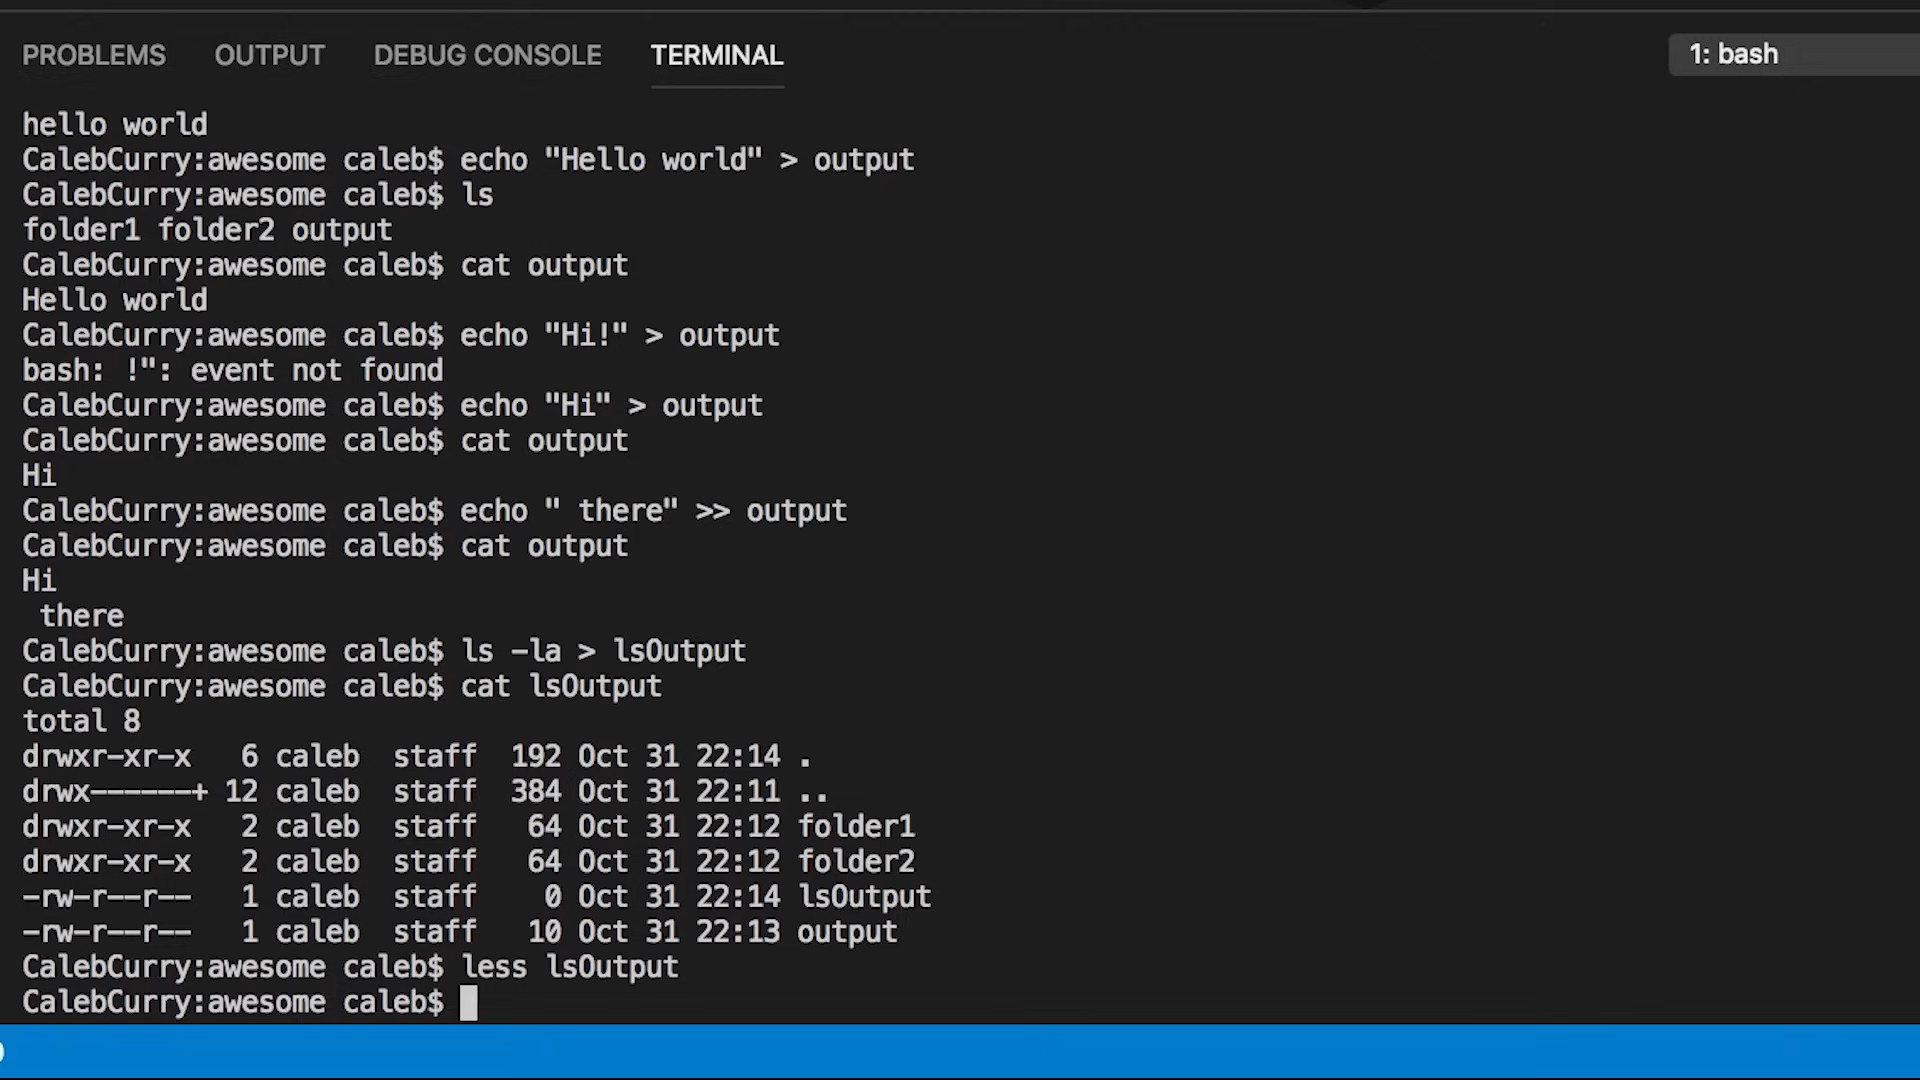 PROBLEMS OUTPUT DEBUG CONSOLE TERMINAL 1: bash
hello world
CalebCurry:awesome caleb$ echo "Hello world" > output
CalebCurry:awesome caleb$ ls
folder1 folder2 output
CalebCurry:awesome caleb$ cat output
Hello world
CalebCurry:awesome caleb$ echo "Hi!" > output
bash: !": event not found
CalebCurry:awesome caleb$ echo "Hi" > output
CalebCurry:awesome caleb$ cat output
Hi
CalebCurry:awesome caleb$ echo " there" >> output
CalebCurry:awesome caleb$ cat output
Hi
 there
CalebCurry:awesome caleb$ ls -la > lsOutput
CalebCurry:awesome caleb$ cat lsOutput
total 8
drwxr-xr-x   6 caleb  staff  192 Oct 31 22:14 .
drwx------+ 12 caleb  staff  384 Oct 31 22:11 ..
drwxr-xr-x   2 caleb  staff   64 Oct 31 22:12 folder1
drwxr-xr-x   2 caleb  staff   64 Oct 31 22:12 folder2
-rw-r--r--   1 caleb  staff    0 Oct 31 22:14 lsOutput
-rw-r--r--   1 caleb  staff   10 Oct 31 22:13 output
CalebCurry:awesome caleb$ less lsOutput
CalebCurry:awesome caleb$